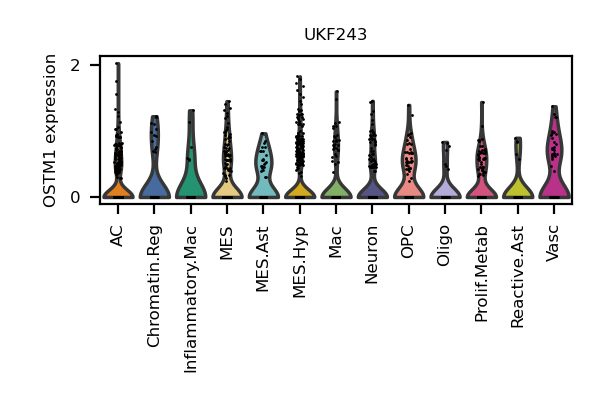 UKF243
OSTM1 expression
2
0
AC
Chromatin.Reg
Inflammatory.Mac
MES
MES.Ast
MES.Hyp
Mac
Neuron
OPC
Oligo
Prolif.Metab
Reactive.Ast
Vasc